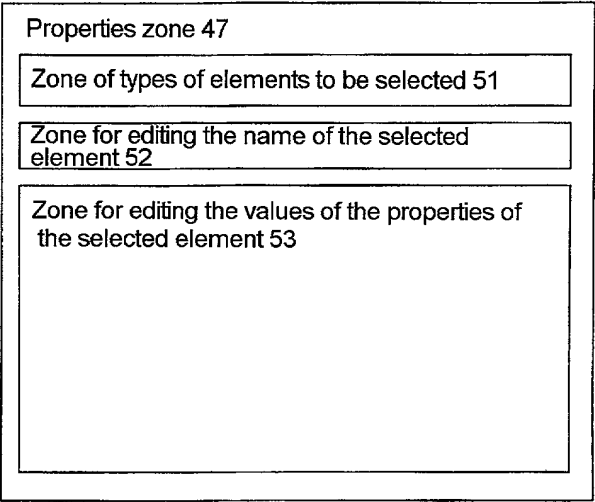 Properties zone 47
Zone of types of elements to be selected 51
Zone for editing the name of the selected
element 52
Zone for editing the values of the properties of
the selected element 53